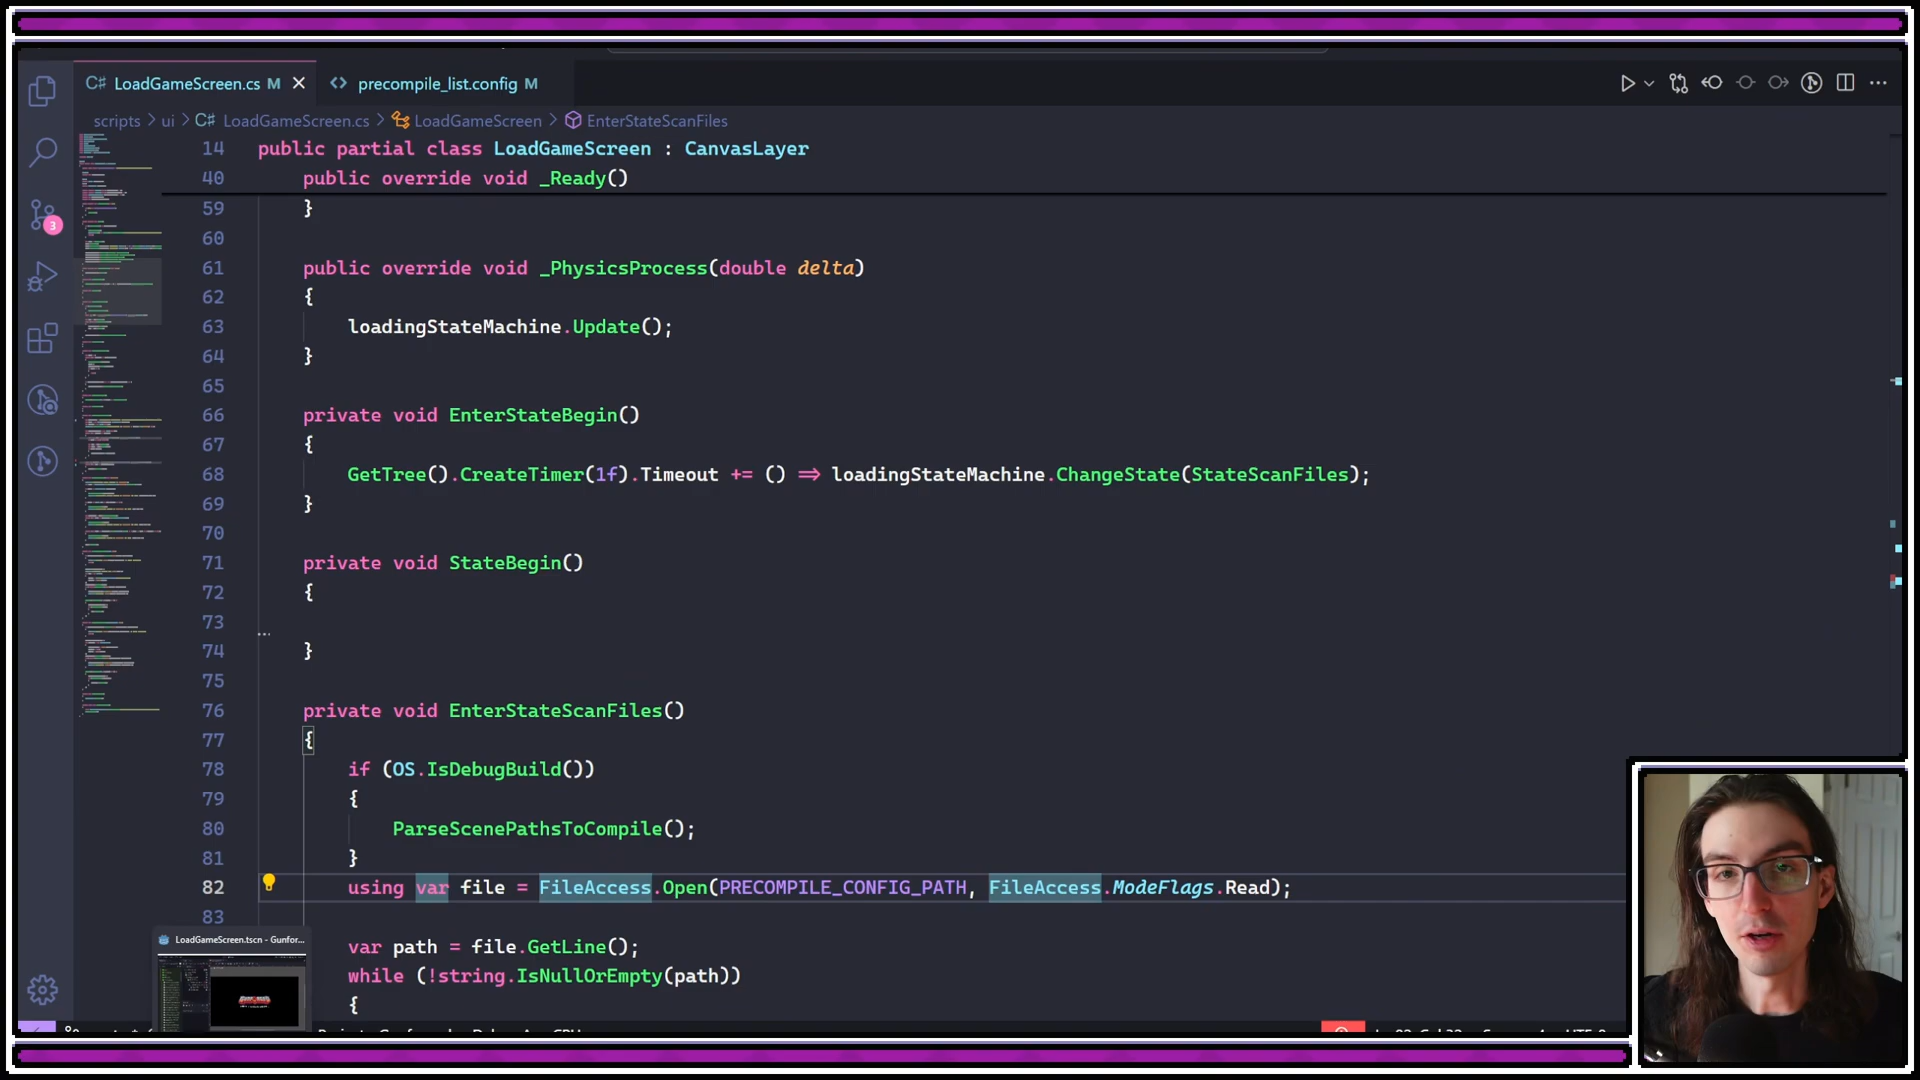 LoadGameScreen.cs M
precompile_list.config M
scripts > ui > C# LoadGameScreen.cs > LoadGameScreen > EnterStateScanFiles
14 public partial class LoadGameScreen : CanvasLayer
40 public override void _Ready()
59 }
60
61 public override void _PhysicsProcess(double delta)
62 {
63 loadingStateMachine.Update();
64 }
65
66 private void EnterStateBegin()
67 {
68 GetTree().CreateTimer(1f).Timeout += () => loadingStateMachine.ChangeState(StateScanFiles);
69 }
70
71 private void StateBegin()
72 {
73
74 }
75
76 private void EnterStateScanFiles()
77 {
78 if (OS.IsDebugBuild())
79 {
80 ParseScenePathsToCompile();
81 }
82 using var file = FileAccess.Open(PRECOMPILE_CONFIG_PATH, FileAccess.ModeFlags.Read);
83
var path = file.GetLine();
while (!string.IsNullOrEmpty(path))
{
3
LoadGameScreen.tscn - Gunfor...